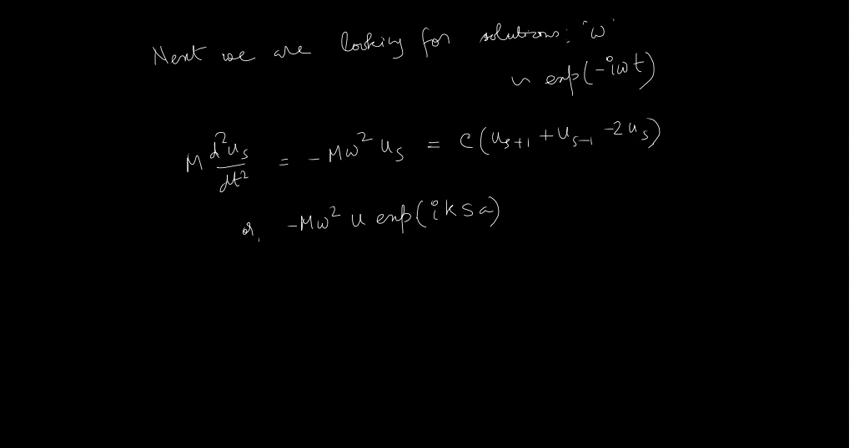 Next we are looking for solutions: 'ω'
~ exp(-iωt)
M d²u_s/dt² = -Mω² u_s = C(u_{s+1} + u_{s-1} - 2u_s)
or, -Mω² u exp(iksa)